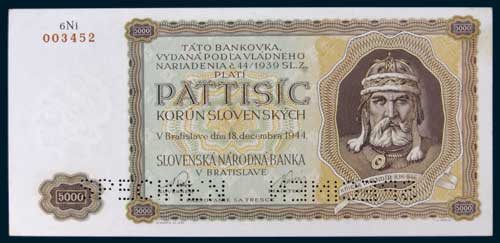 6Ni
003452
5000
5000
TÁTO BANKOVKA,
VYDANÁ PODĽA VLÁDNEHO
NARIADENIA č. 44/1939 SL. Z.,
PLATÍ
PÄŤTISÍC
KORÚN SLOVENSKÝCH
V Bratislave dňa 18. decembra 1944.
SLOVENSKÁ NÁRODNÁ BANKA
V BRATISLAVE
SPECIMEN
5000
5000